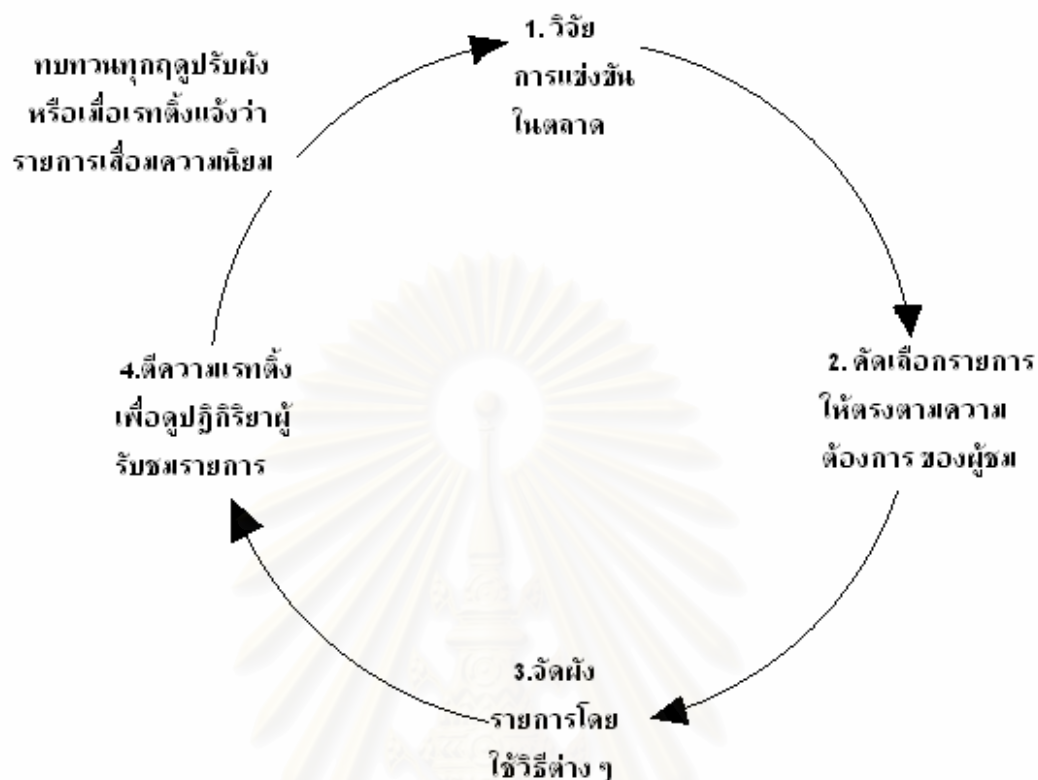 1. วิจัย
การแข่งขัน
ในตลาด
2. คัดเลือกรายการ
ให้ตรงตามความ
ต้องการ ของผู้ชม
3.จัดผัง
รายการโดย
ใช้วิธีต่าง ๆ
4.ตีความเรทติ้ง
เพื่อดูปฏิกิริยาผู้
รับชมรายการ
ทบทวนทุกฤดูปรับผัง
หรือเมื่อเรทติ้งแจ้งว่า
รายการเสื่อมความนิยม